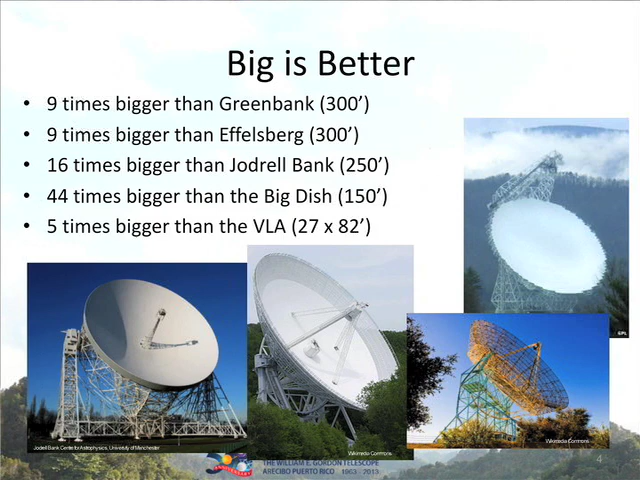 Big is Better
• 9 times bigger than Greenbank (300’)
• 9 times bigger than Effelsberg (300’)
• 16 times bigger than Jodrell Bank (250’)
• 44 times bigger than the Big Dish (150’)
• 5 times bigger than the VLA (27 x 82’)
EPL
Jodell Bank Centre for Astrophysics, University of Manchester
Wikimedia Commons
Wikimedia Commons
THE WILLIAM E. GORDON TELESCOPE
ARECIBO PUERTO RICO 1963 - 2013
4